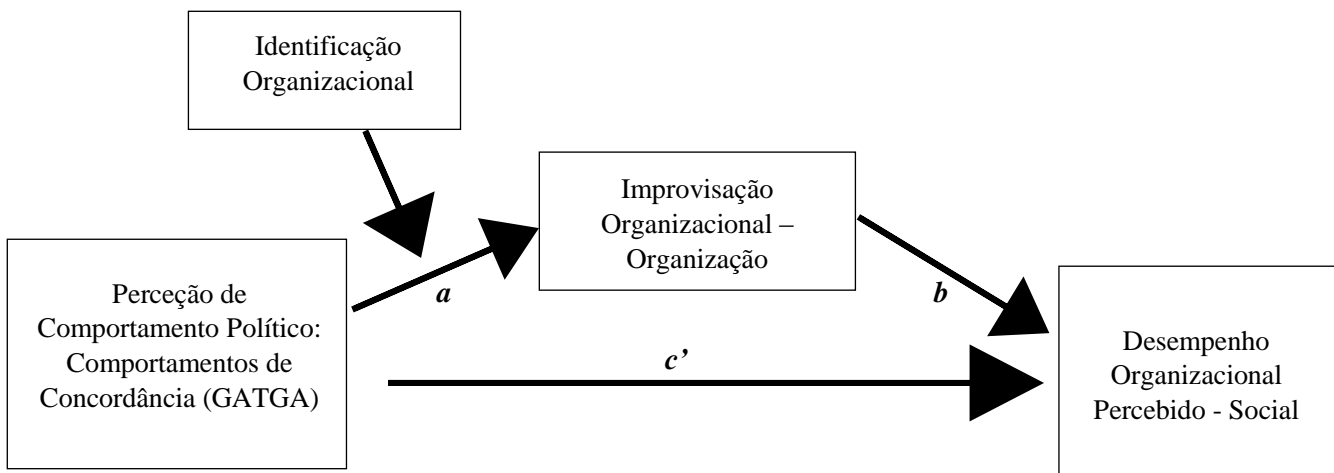 Identificação
Organizacional
Improvisação
Organizacional –
Organização
Perceção de
Comportamento Político:
Comportamentos de
Concordância (GATGA)
a
b
c’
Desempenho
Organizacional
Percebido - Social